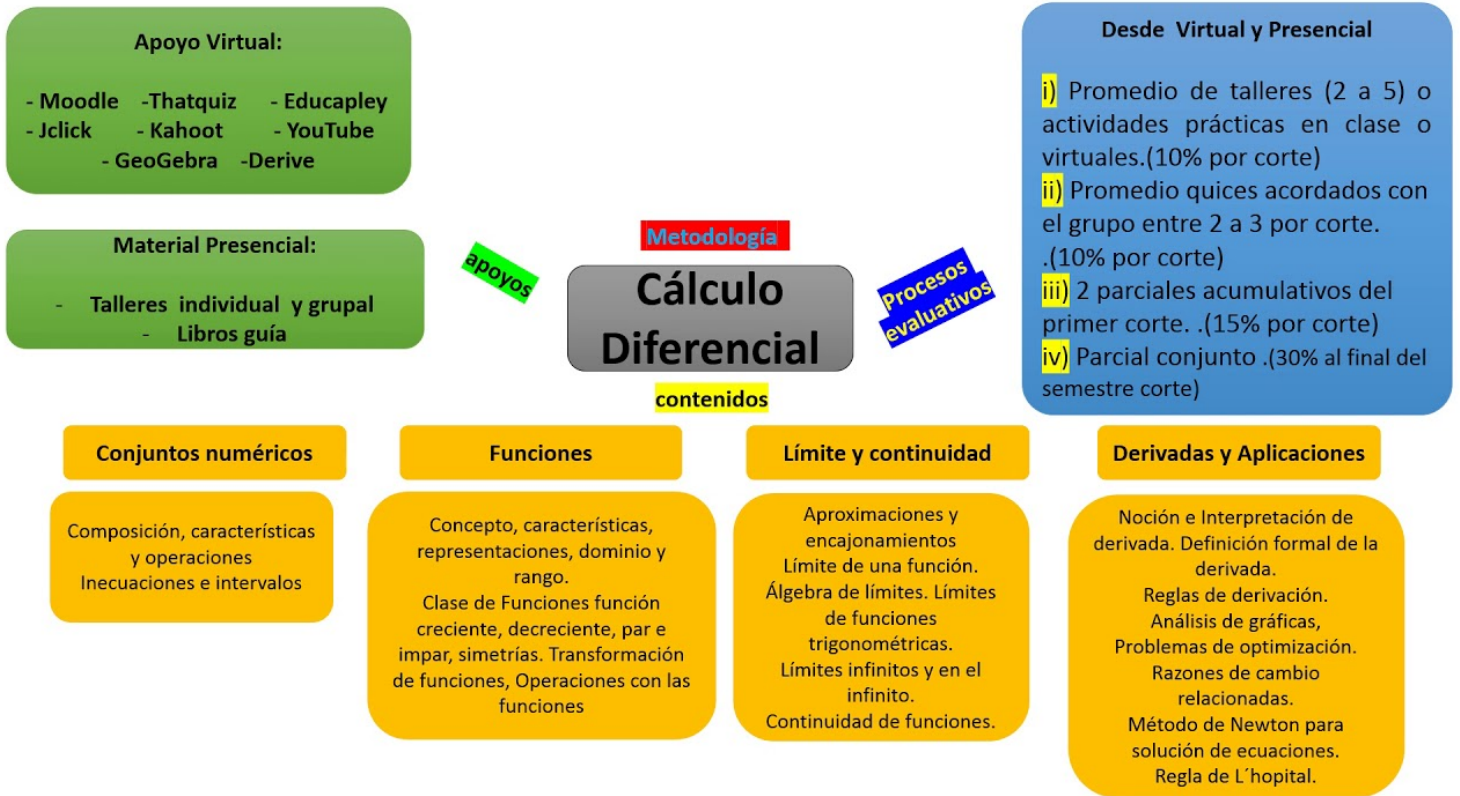 Apoyo Virtual:
- Moodle -Thatquiz - Educapley
- Jclick - Kahoot - YouTube
- GeoGebra -Derive
Material Presencial:
- Talleres individual y grupal
- Libros guía
apoyos
Metodología
Cálculo
Diferencial
contenidos
Procesos
evaluativos
Desde Virtual y Presencial
i) Promedio de talleres (2 a 5) o
actividades prácticas en clase o
virtuales.(10% por corte)
ii) Promedio quices acordados con
el grupo entre 2 a 3 por corte.
.(10% por corte)
iii) 2 parciales acumulativos del
primer corte. .(15% por corte)
iv) Parcial conjunto .(30% al final del
semestre corte)
Conjuntos numéricos
Composición, características
y operaciones
Inecuaciones e intervalos
Funciones
Concepto, características,
representaciones, dominio y
rango.
Clase de Funciones función
creciente, decreciente, par e
impar, simetrías. Transformación
de funciones, Operaciones con las
funciones
Límite y continuidad
Aproximaciones y
encajonamientos
Límite de una función.
Álgebra de límites. Límites
de funciones
trigonométricas.
Límites infinitos y en el
infinito.
Continuidad de funciones.
Derivadas y Aplicaciones
Noción e Interpretación de
derivada. Definición formal de la
derivada.
Reglas de derivación.
Análisis de gráficas,
Problemas de optimización.
Razones de cambio
relacionadas.
Método de Newton para
solución de ecuaciones.
Regla de L´hopital.